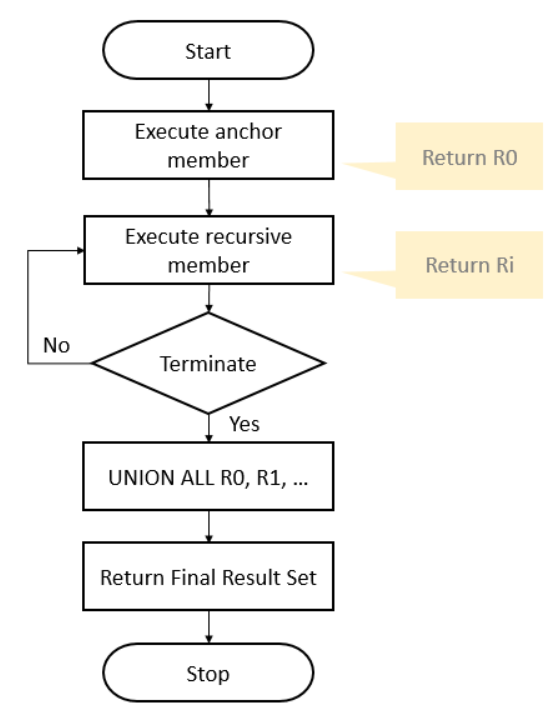 Start
Execute anchor
member
Return R0
Execute recursive
member
Return Ri
No
Terminate
Yes
UNION ALL R0, R1, ...
Return Final Result Set
Stop